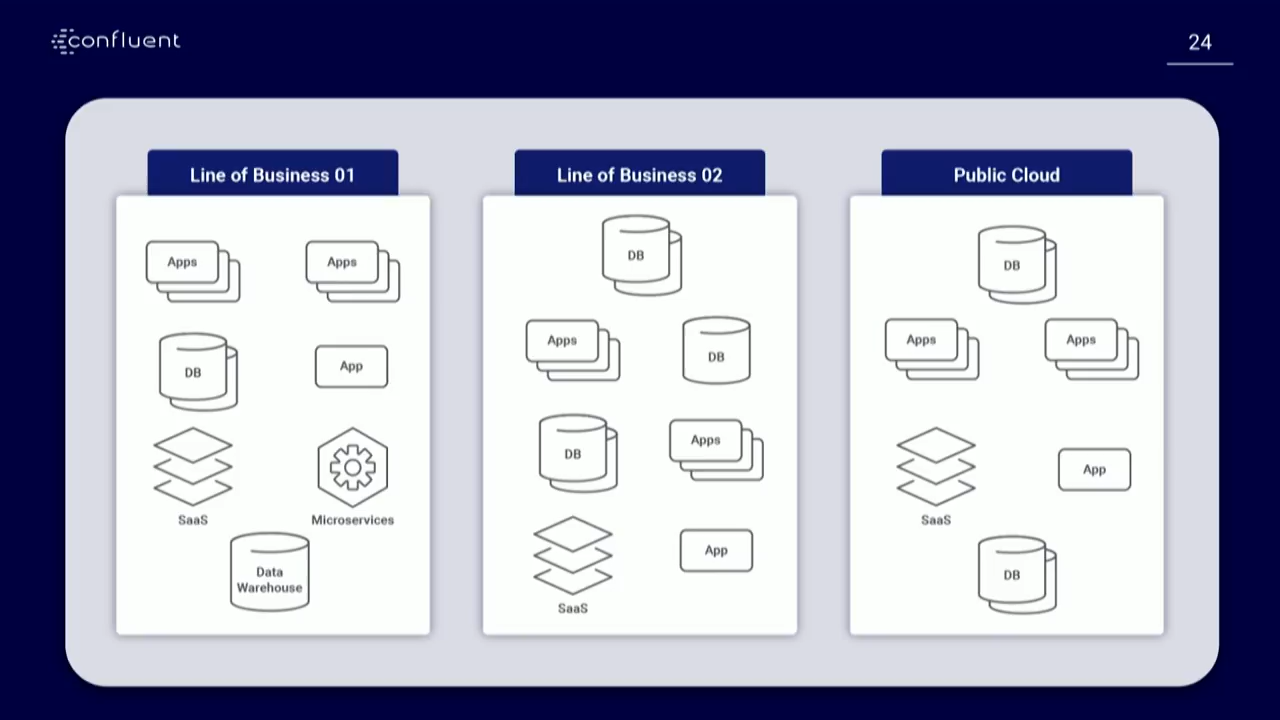 confluent
24
Line of Business 01
Apps
Apps
DB
App
SaaS
Microservices
Data
Warehouse
Line of Business 02
DB
Apps
DB
DB
Apps
SaaS
App
Public Cloud
DB
Apps
Apps
SaaS
App
DB